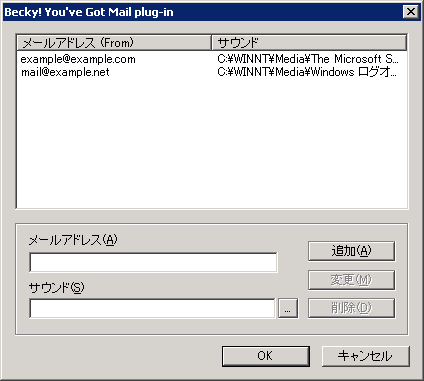 Becky! You've Got Mail plug-in
メールアドレス (From) サウンド
example@example.com C:¥WINNT¥Media¥The Microsoft S...
mail@example.net C:¥WINNT¥Media¥Windows ログオ...
メールアドレス(A)
追加(A)
変更(M)
サウンド(S)
...
削除(D)
OK
キャンセル